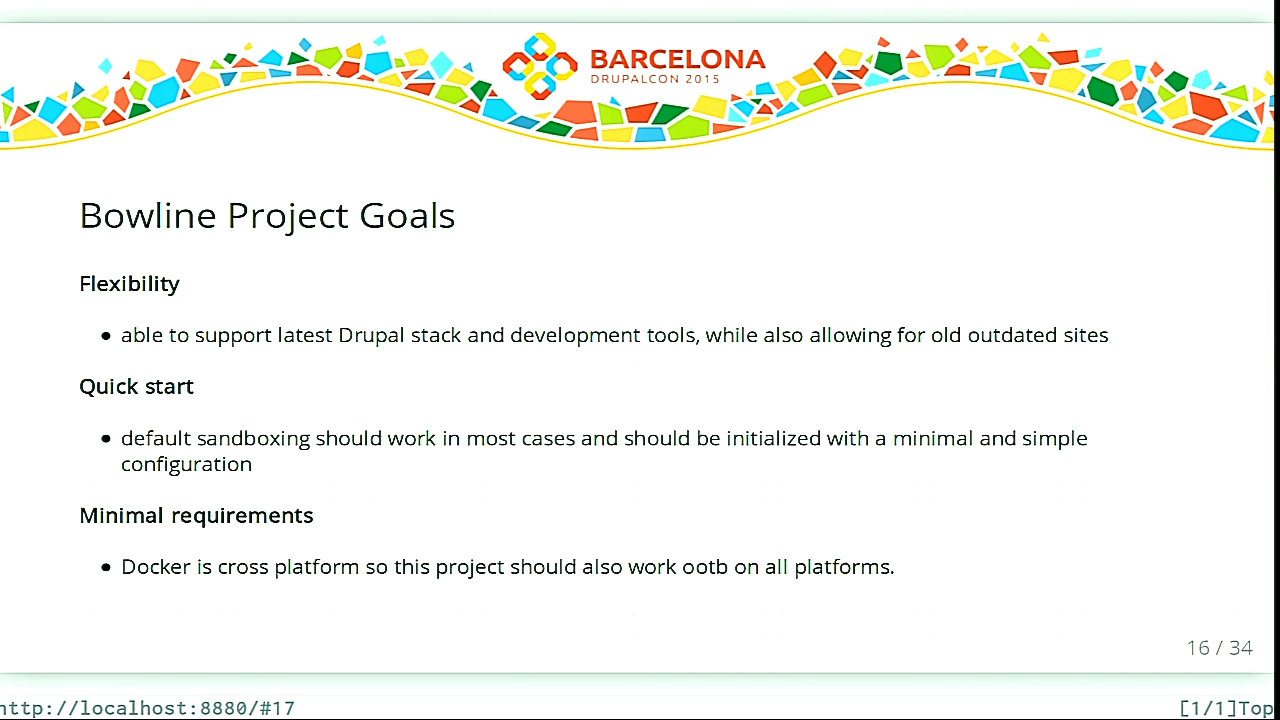 BARCELONA
DRUPALCON 2015
Bowline Project Goals
Flexibility
• able to support latest Drupal stack and development tools, while also allowing for old outdated sites
Quick start
• default sandboxing should work in most cases and should be initialized with a minimal and simple
configuration
Minimal requirements
• Docker is cross platform so this project should also work ootb on all platforms.
16 / 34
http://localhost:8880/#17
[1/1]Top